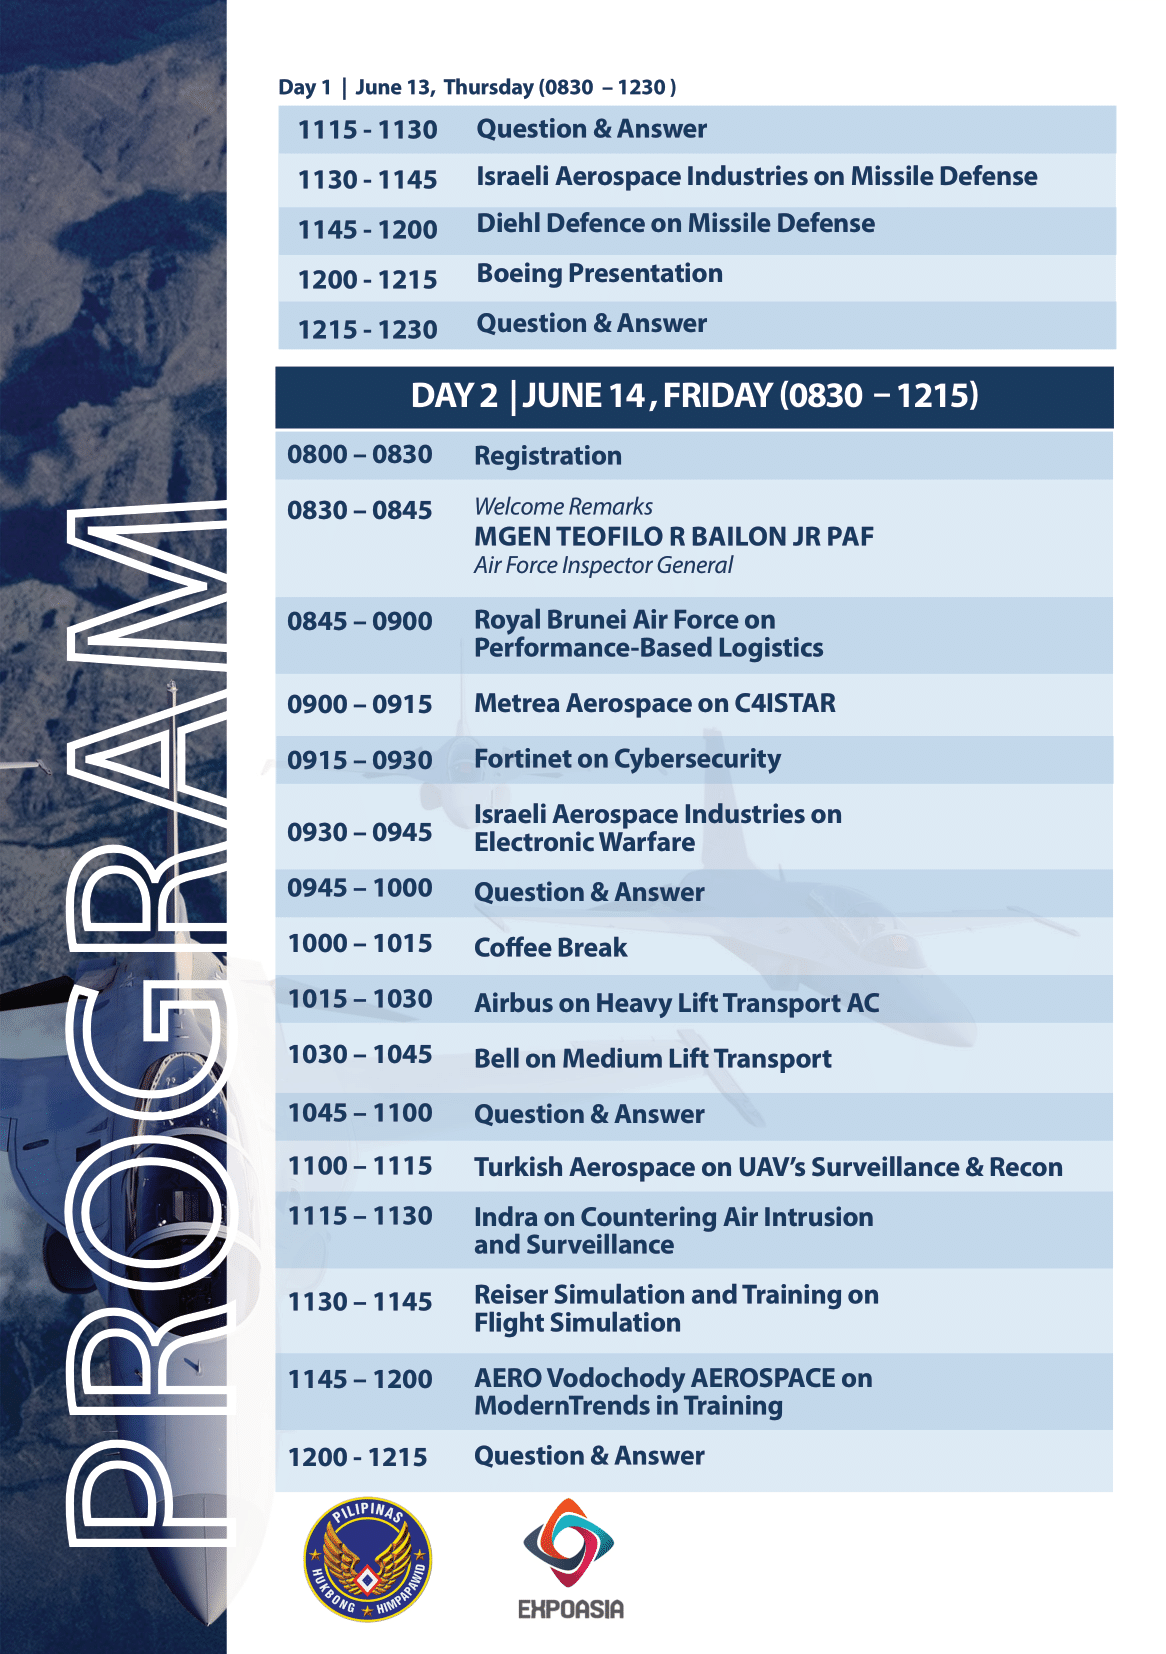 PROGRAM
Day 1 | June 13, Thursday (0830 – 1230 )
1115 - 1130 Question & Answer
1130 - 1145 Israeli Aerospace Industries on Missile Defense
1145 - 1200 Diehl Defence on Missile Defense
1200 - 1215 Boeing Presentation
1215 - 1230 Question & Answer
DAY 2 | JUNE 14 , FRIDAY (0830 – 1215)
0800 – 0830 Registration
0830 – 0845 Welcome Remarks
MGEN TEOFILO R BAILON JR PAF
Air Force Inspector General
0845 – 0900 Royal Brunei Air Force on
Performance-Based Logistics
0900 – 0915 Metrea Aerospace on C4ISTAR
0915 – 0930 Fortinet on Cybersecurity
0930 – 0945 Israeli Aerospace Industries on
Electronic Warfare
0945 – 1000 Question & Answer
1000 – 1015 Coffee Break
1015 – 1030 Airbus on Heavy Lift Transport AC
1030 – 1045 Bell on Medium Lift Transport
1045 – 1100 Question & Answer
1100 – 1115 Turkish Aerospace on UAV's Surveillance & Recon
1115 – 1130 Indra on Countering Air Intrusion
and Surveillance
1130 – 1145 Reiser Simulation and Training on
Flight Simulation
1145 – 1200 AERO Vodochody AEROSPACE on
ModernTrends in Training
1200 - 1215 Question & Answer
PILIPINAS
HUKBONG HIMPAPAWID
EXPOASIA